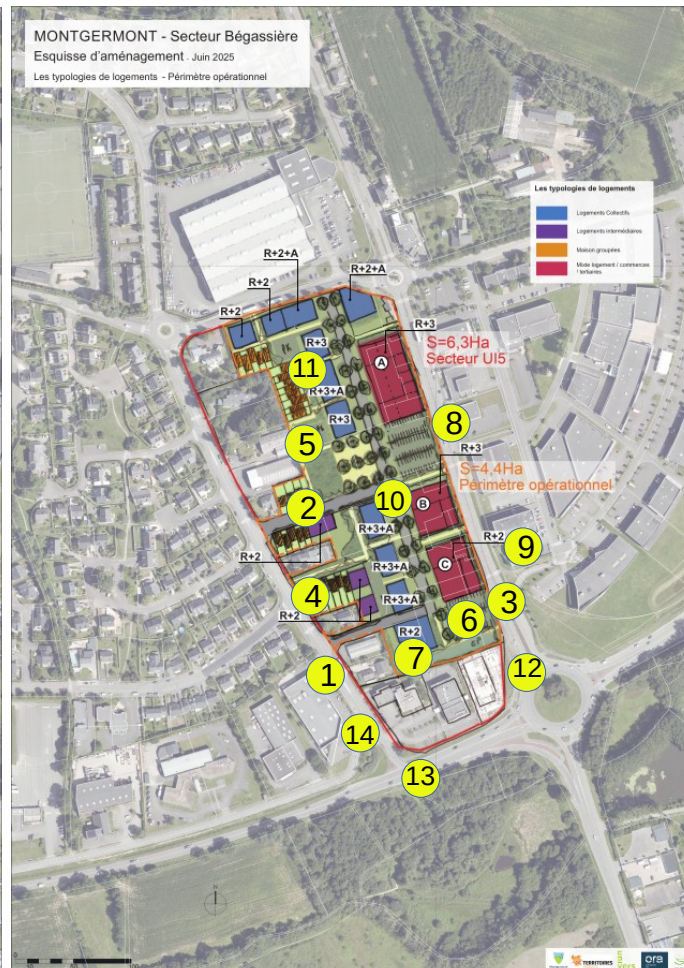 MONTGERMONT - Secteur Bégassière
Esquisse d'aménagement - Juin 2025
Les typologies de logements - Périmètre opérationnel
Les typologies de logements
Logements Collectifs
Logements intermédiaires
Maison groupées
Mixte logement / commerces
/ tertiaires
R+2+A
R+2
R+2+A
R+2
R+3
R+3
S=6,3Ha
Secteur UI5
A
11
R+3+A
R+3
8
5
R+3
S=4,4Ha
Périmètre opérationnel
10
2
B
R+2
9
R+2
R+3+A
C
R+3+A
4
3
R+3+A
R+2
6
R+2
7
1
12
14
13
N
0
TERRITOIRES
ora